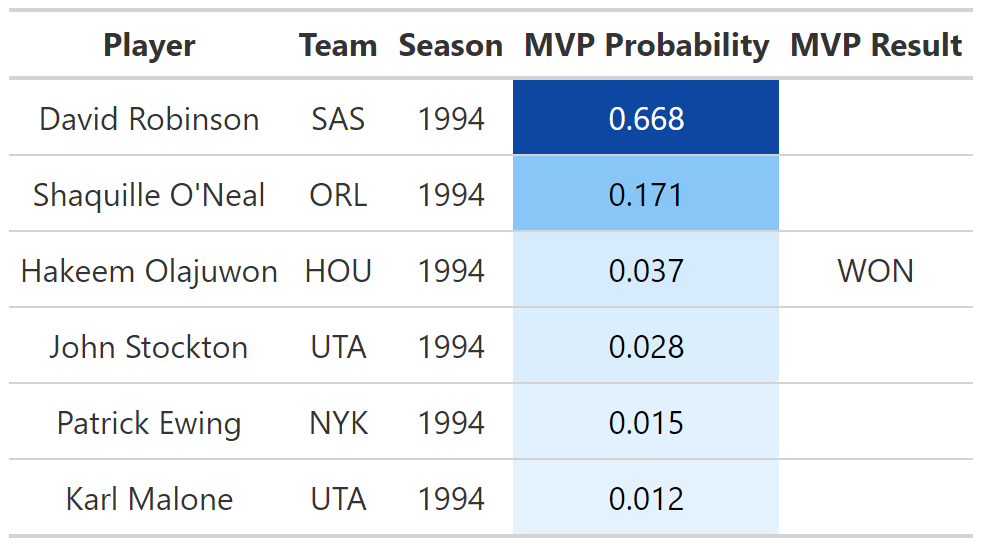 Player Team Season MVP Probability MVP Result
David Robinson SAS 1994 0.668
Shaquille O'Neal ORL 1994 0.171
Hakeem Olajuwon HOU 1994 0.037 WON
John Stockton UTA 1994 0.028
Patrick Ewing NYK 1994 0.015
Karl Malone UTA 1994 0.012